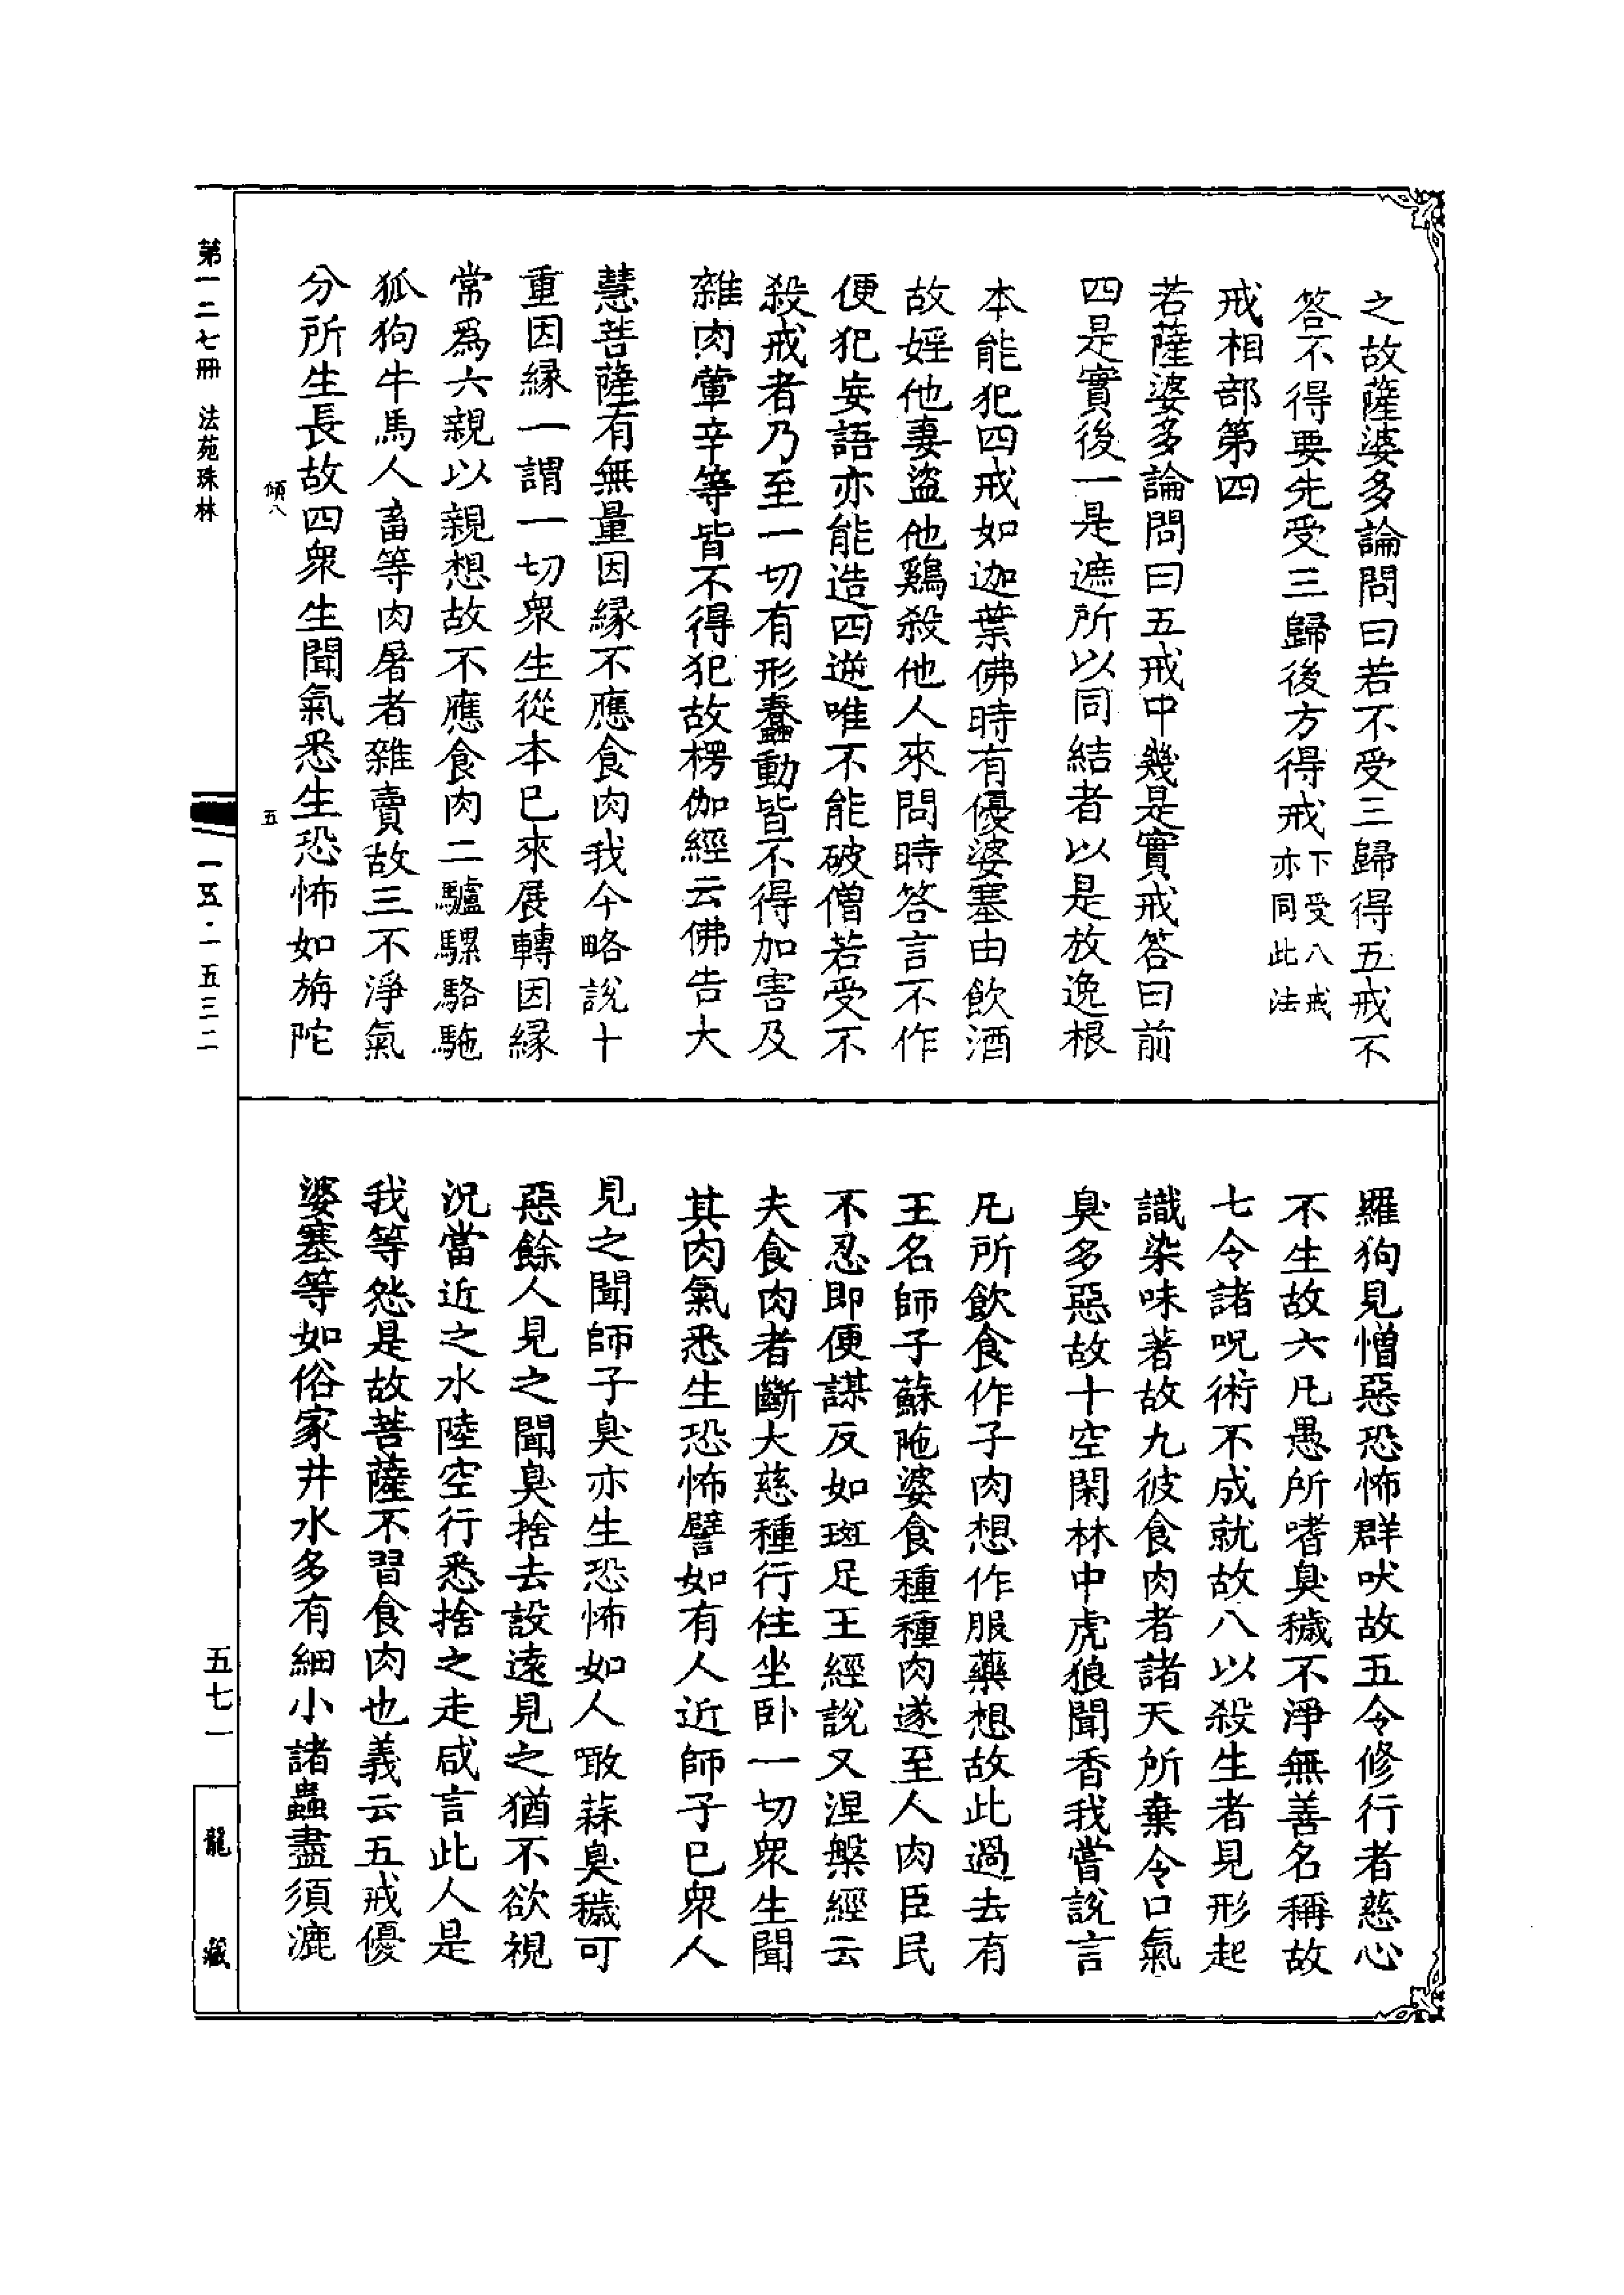 之故薩婆多論問曰若不受三歸得五戒不
答不得要先受三歸後方得戒下受八戒亦同此法
戒相部第四
若薩婆多論問曰五戒中幾是實戒答曰前
四是實後一是遮所以同結者以是放逸根
本能犯四戒如迦葉佛時有優婆塞由飲酒
故婬他妻盜他鷄殺他人來問時答言不作
便犯妄語亦能造四逆唯不能破僧若受不
殺戒者乃至一切有形蠢動皆不得加害及
雜肉葷辛等皆不得犯故楞伽經云佛告大
慧菩薩有無量因緣不應食肉我今略說十
重因緣一謂一切衆生從本已來展轉因緣
常爲六親以親想故不應食肉二驢騾駱駞
狐狗牛馬人畜等肉屠者雜賣故三不淨氣
分所生長故四衆生聞氣悉生恐怖如旃陀
羅狗見憎惡恐怖群吠故五令修行者慈心
不生故六凡愚所嗜臭穢不淨無善名稱故
七令諸呪術不成就故八以殺生者見形起
識染味著故九彼食肉者諸天所棄令口氣
臭多惡故十空閑林中虎狼聞香我嘗說言
凡所飲食作子肉想作服藥想故此過去有
王名師子蘇陁婆食種種肉遂至人肉臣民
不忍即便謀反如斑足王經說又涅槃經云
夫食肉者斷大慈種行住坐卧一切衆生聞
其肉氣悉生恐怖譬如有人近師子已衆人
見之聞師子臭亦生恐怖如人噉蒜臭穢可
惡餘人見之聞臭捨去設遠見之猶不欲視
況當近之水陸空行悉捨之走咸言此人是
我等怨是故菩薩不習食肉也義云五戒優
婆塞等如俗家井水多有細小諸蟲盡須漉
傾八
五
第一二七冊 法苑珠林
一五·一五三二
五七一
龍藏